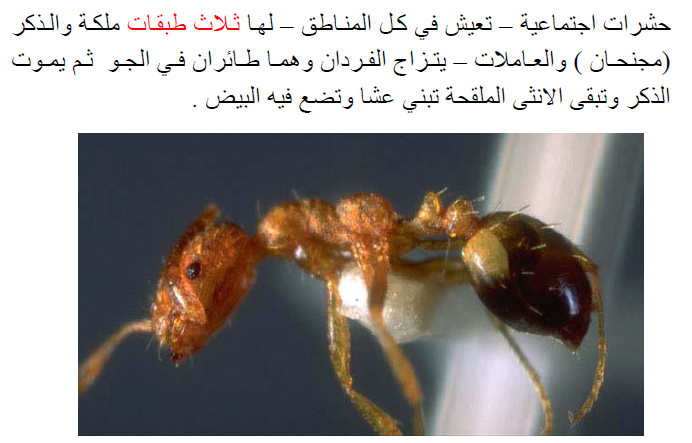 حشرات اجتماعية – تعيش في كل المناطق – لها ثلاث طبقات ملكة والذكر
(مجنحان ) والعاملات – يتزاج الفردان وهما طائران في الجو ثم يموت
الذكر وتبقى الانثى الملقحة تبني عشا وتضع فيه البيض .